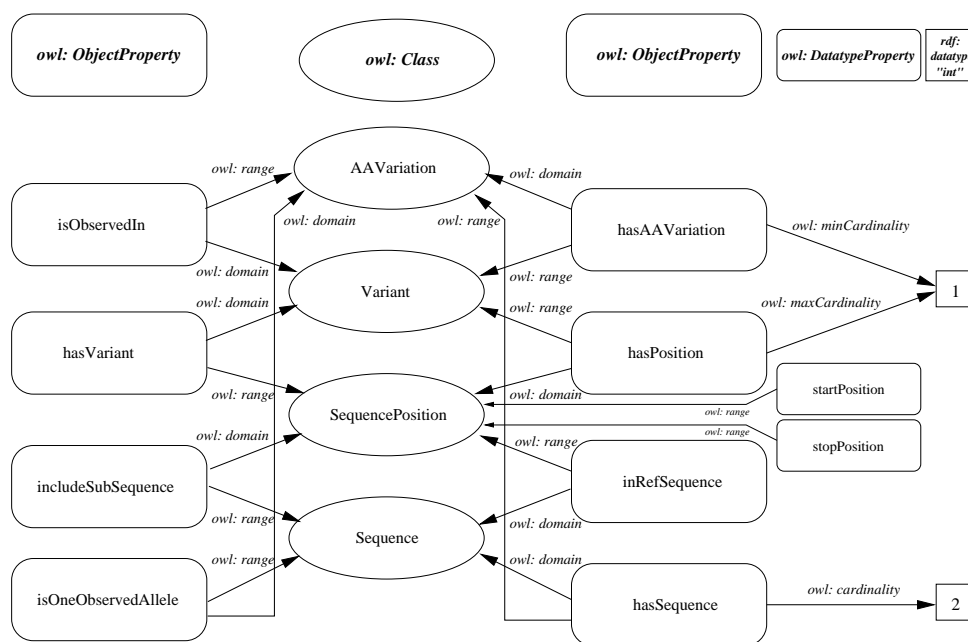 owl: ObjectProperty
owl: Class
owl: ObjectProperty
owl: DatatypeProperty
rdf:
datatyp
"int"
AAVariation
owl: range
owl: domain
isObservedIn
owl: domain
owl: range
hasAAVariation
owl: minCardinality
owl: domain
owl: range
Variant
owl: domain
owl: range
1
owl: maxCardinality
hasVariant
hasPosition
owl: range
SequencePosition
owl: domain
startPosition
owl: range
owl: range
owl: domain
owl: range
stopPosition
includeSubSequence
inRefSequence
owl: range
Sequence
owl: domain
owl: range
owl: domain
isOneObservedAllele
hasSequence
owl: cardinality
2